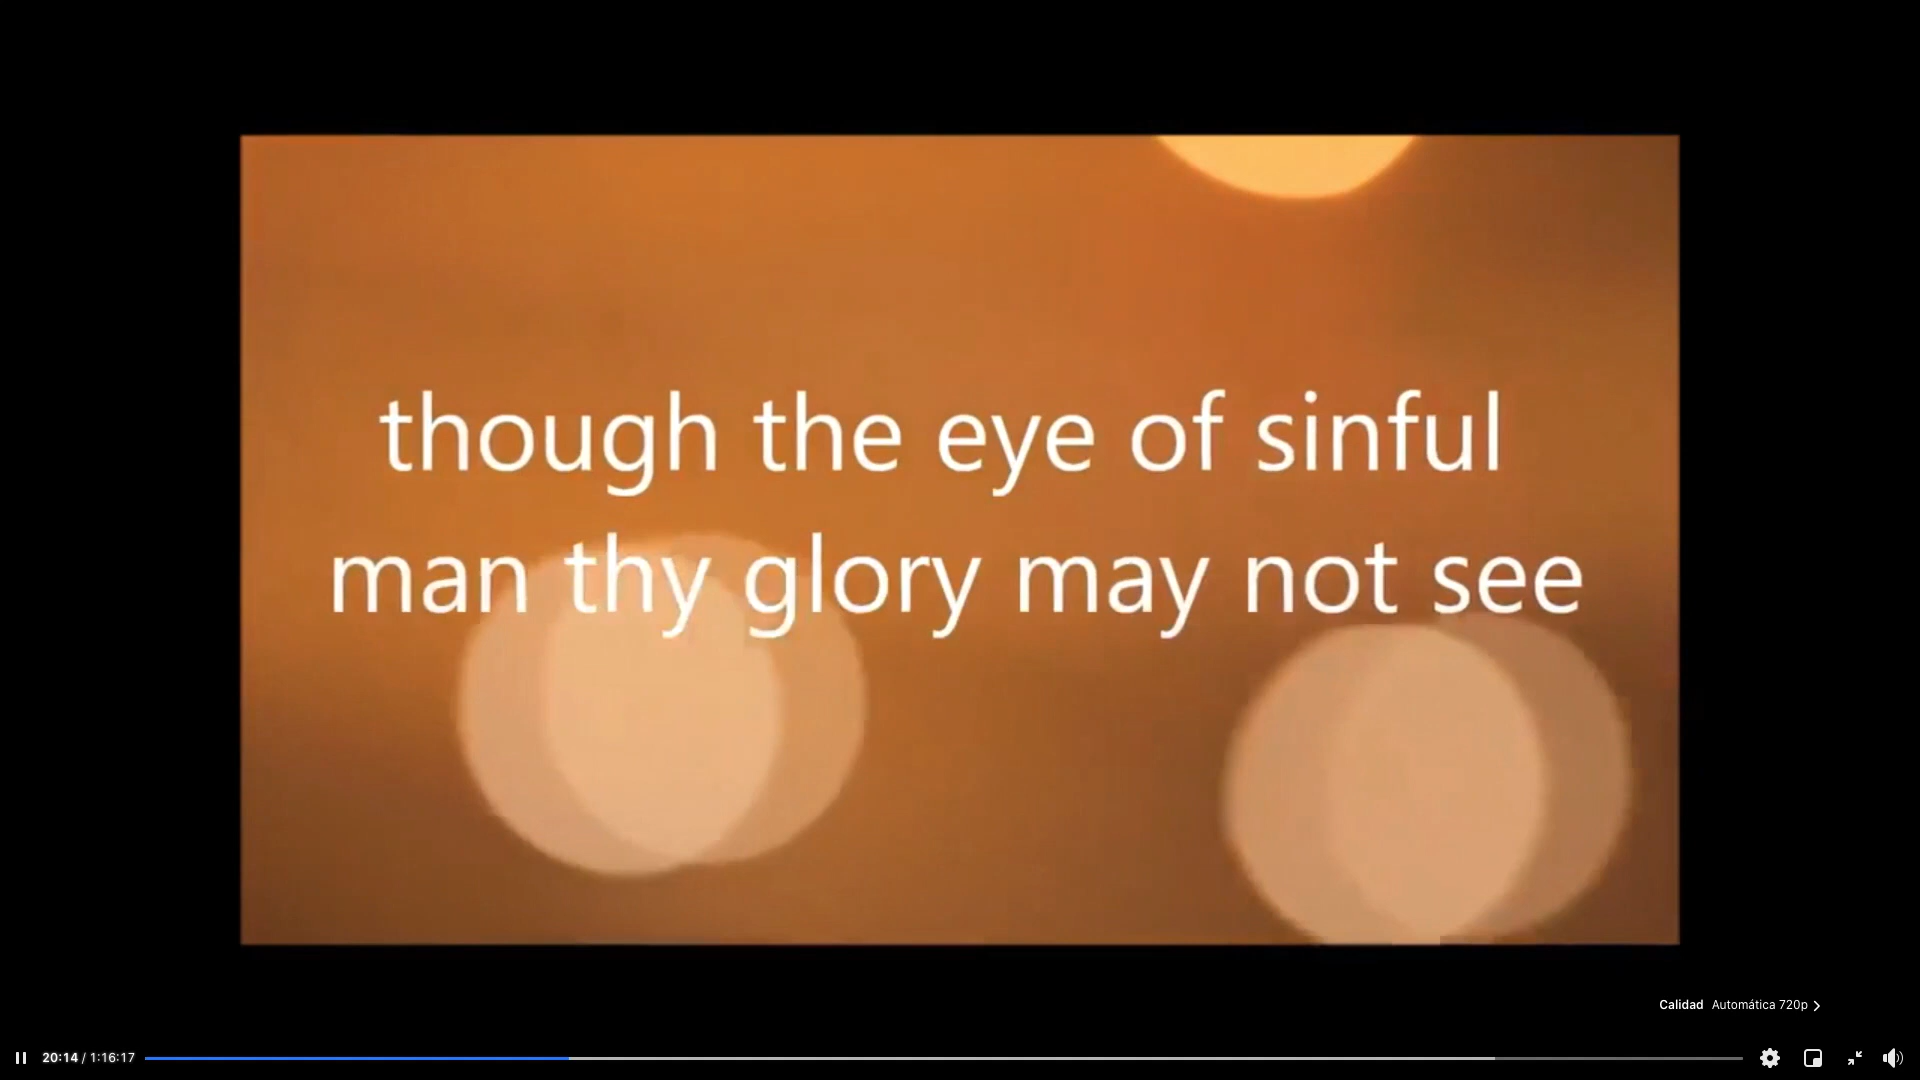 though the eye of sinful
man thy glory may not see
Calidad Automática 720p
20:14 / 1:16:17